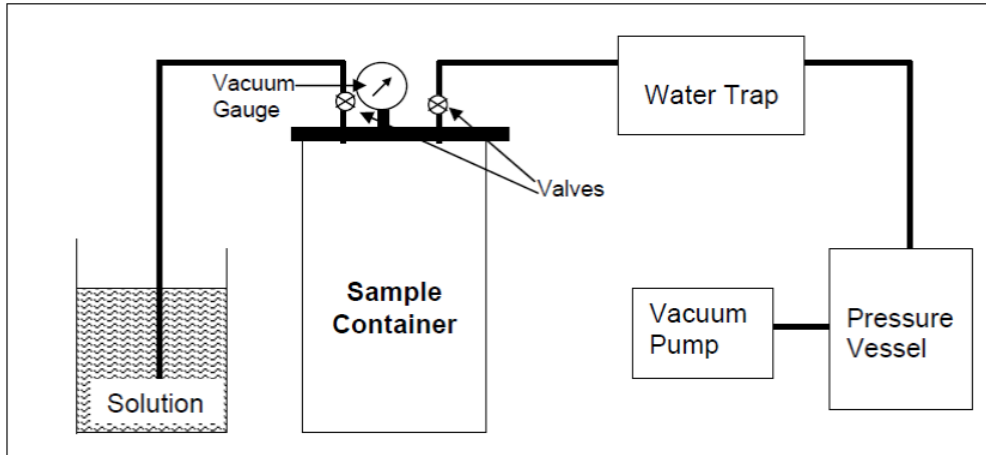 Vacuum
Gauge
Water Trap
Valves
Sample
Container
Vacuum
Pump
Pressure
Vessel
Solution